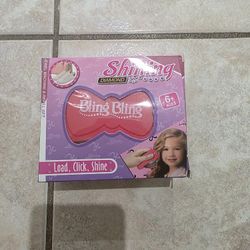 Shining
DIAMOND
6+
Bling Bling
Load, Click, Shine